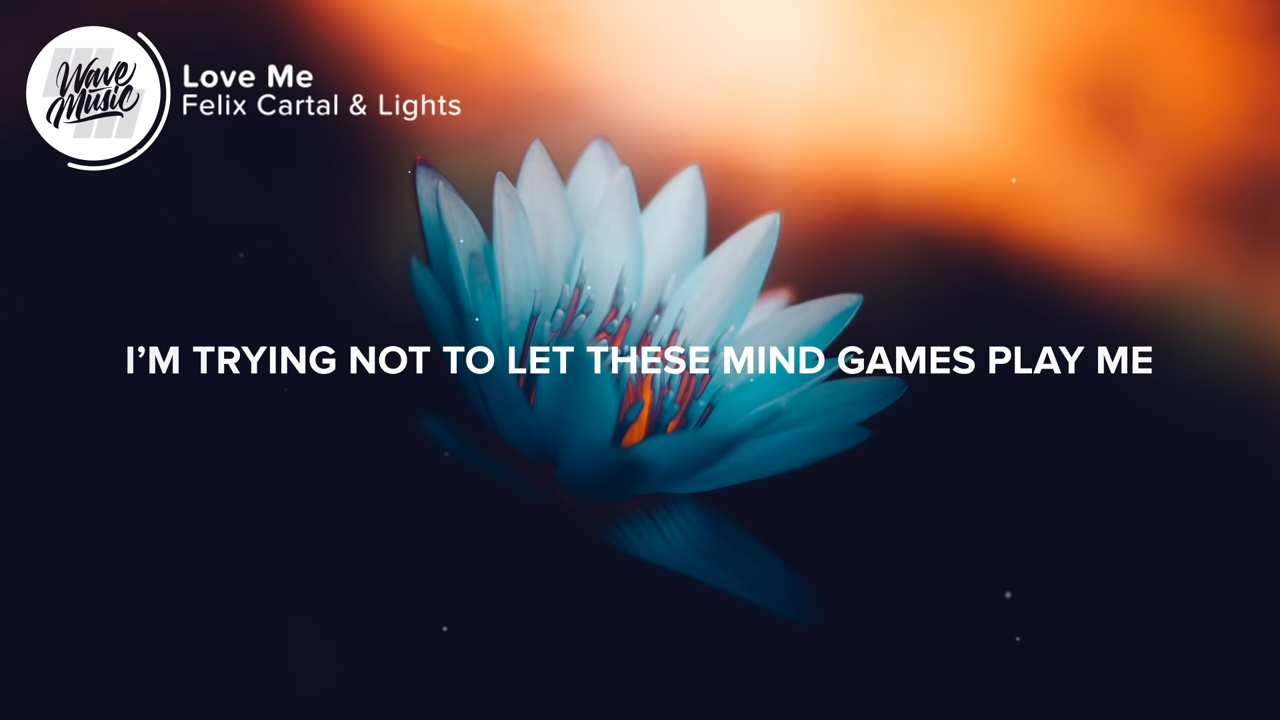 Wave
Music
Love Me
Felix Cartal & Lights
I’M TRYING NOT TO LET THESE MIND GAMES PLAY ME